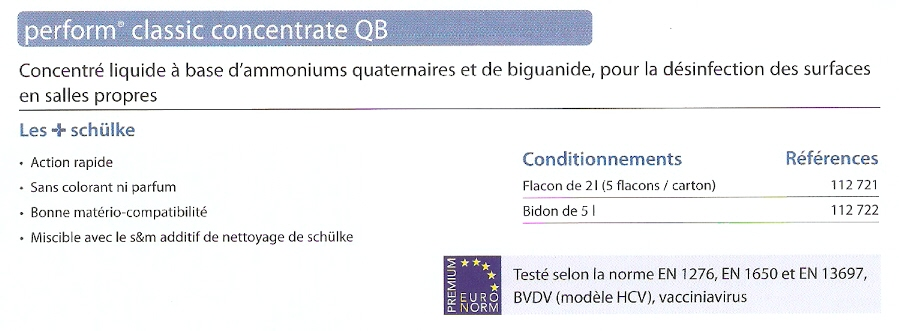 perform® classic concentrate QB
Concentré liquide à base d'ammoniums quaternaires et de biguanide, pour la désinfection des surfaces
en salles propres
Les + schülke
• Action rapide
• Sans colorant ni parfum
• Bonne matério-compatibilité
• Miscible avec le s&m additif de nettoyage de schülke
Conditionnements Références
Flacon de 2 l (5 flacons / carton) 112 721
Bidon de 5 l 112 722
PREMIUM
EURO
NORM
Testé selon la norme EN 1276, EN 1650 et EN 13697,
BVDV (modèle HCV), vacciniavirus